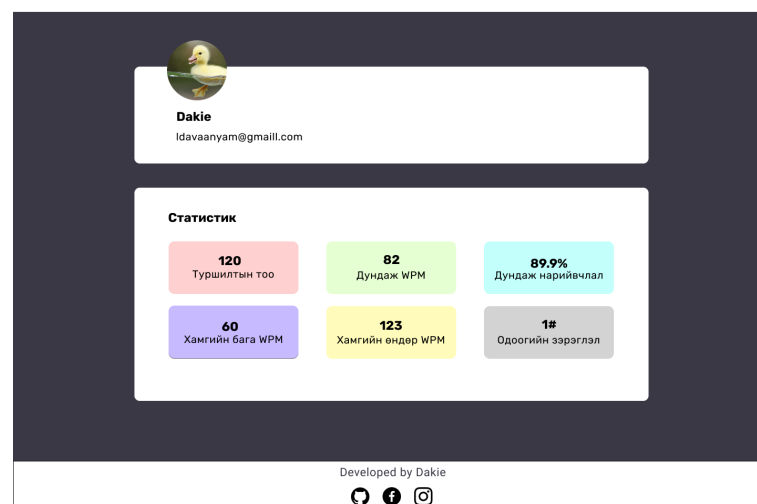 Dakie
ldavaanyam@gmaill.com
Статистик
120
Туршилтын тоо
82
Дундаж WPM
89.9%
Дундаж нарийвчлал
60
Хамгийн бага WPM
123
Хамгийн өндөр WPM
1#
Одоогийн зэрэглэл
Developed by Dakie